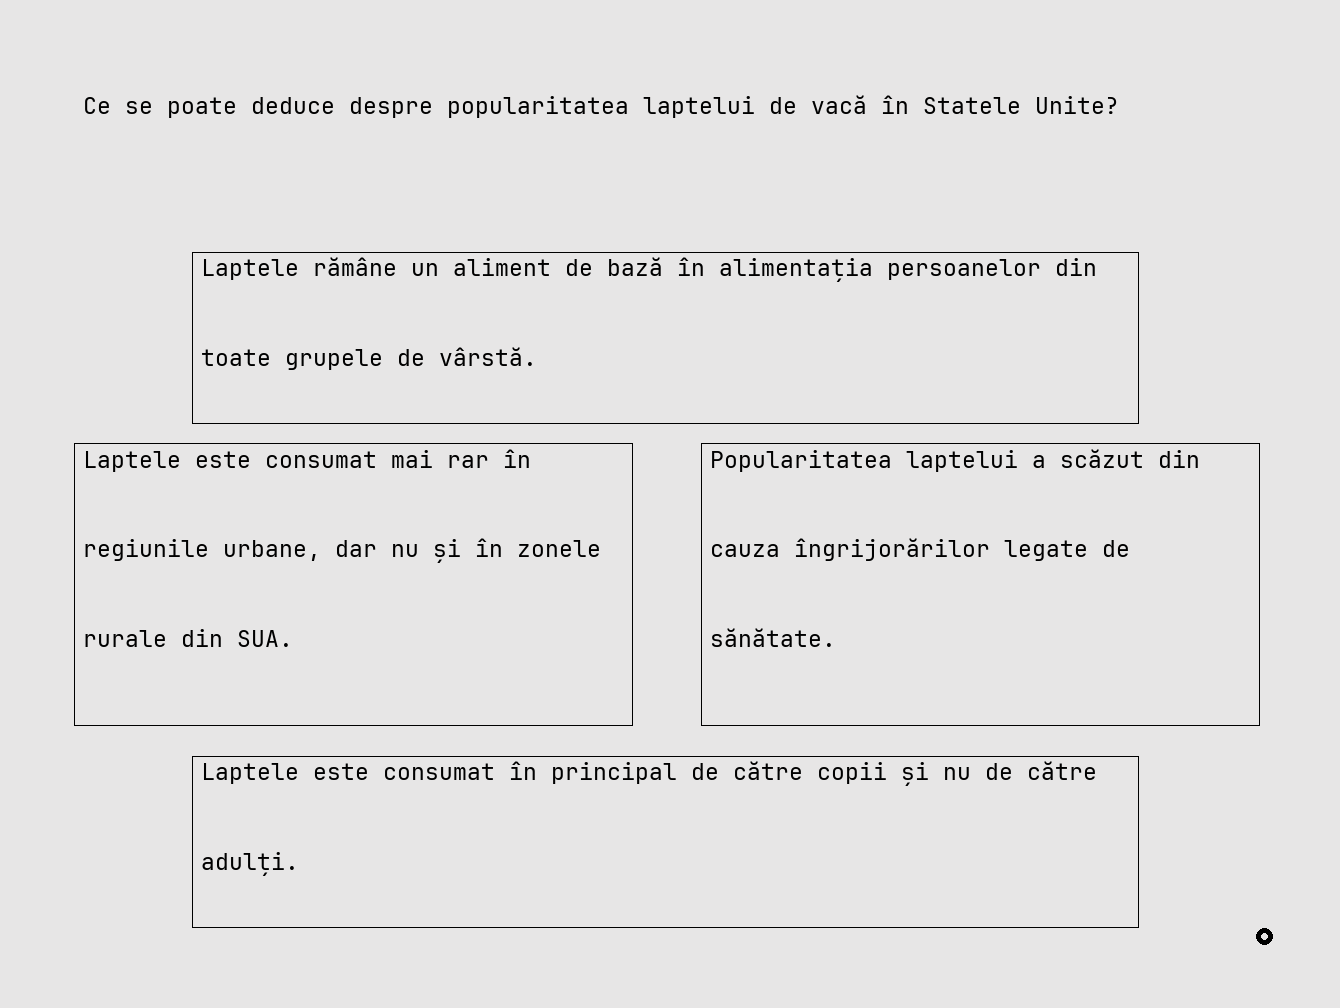 Ce se poate deduce despre popularitatea laptelui de vacă în Statele Unite?
Laptele rămâne un aliment de bază în alimentația persoanelor din
toate grupele de vârstă.
Laptele este consumat mai rar în
regiunile urbane, dar nu și în zonele
rurale din SUA.
Popularitatea laptelui a scăzut din
cauza îngrijorărilor legate de
sănătate.
Laptele este consumat în principal de către copii și nu de către
adulți.